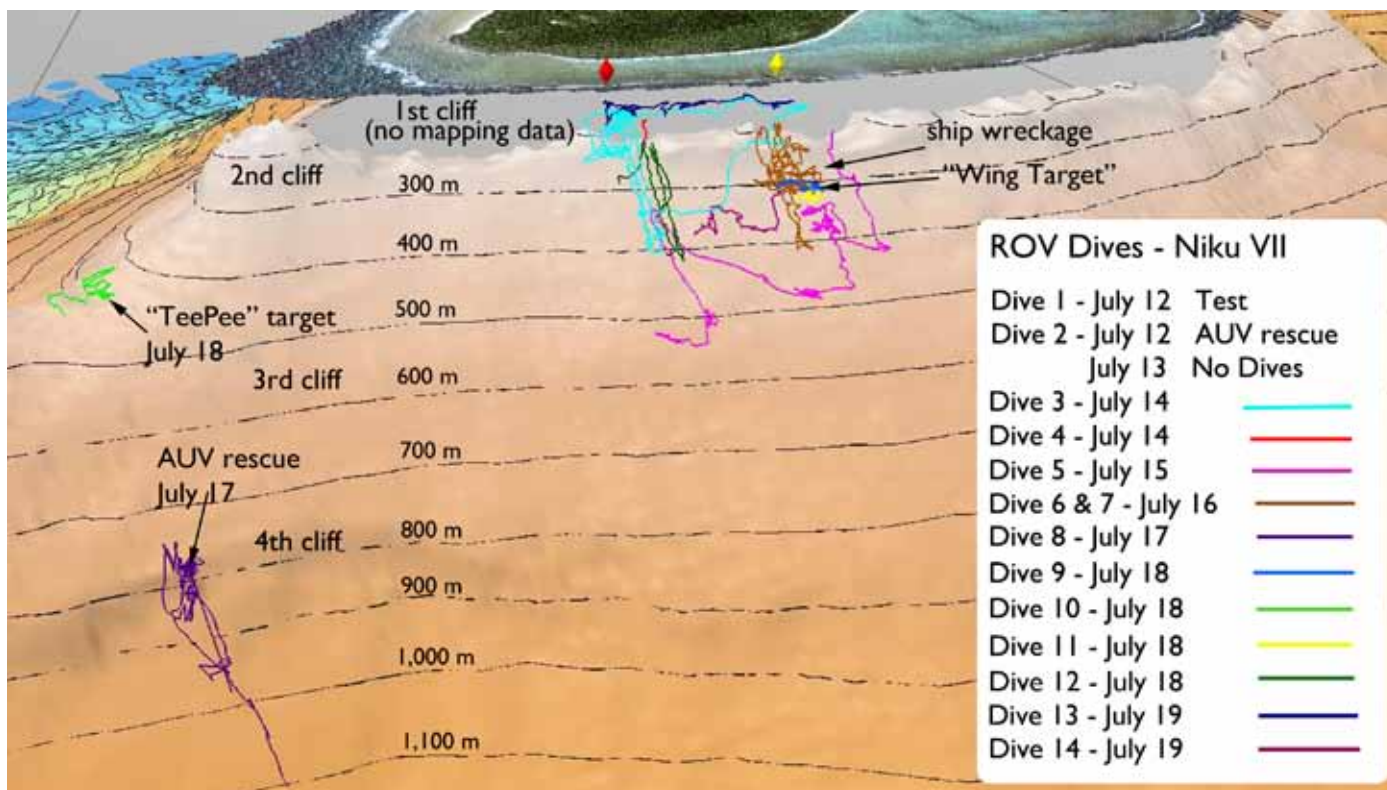 1st cliff
(no mapping data)
ship wreckage
2nd cliff
"Wing Target"
300 m
400 m
"TeePee" target
July 18
500 m
3rd cliff
600 m
700 m
AUV rescue
July 17
800 m
4th cliff
900 m
1,000 m
1,100 m
ROV Dives - Niku VII
Dive 1 - July 12 Test
Dive 2 - July 12 AUV rescue
July 13 No Dives
Dive 3 - July 14
Dive 4 - July 14
Dive 5 - July 15
Dive 6 & 7 - July 16
Dive 8 - July 17
Dive 9 - July 18
Dive 10 - July 18
Dive 11 - July 18
Dive 12 - July 18
Dive 13 - July 19
Dive 14 - July 19